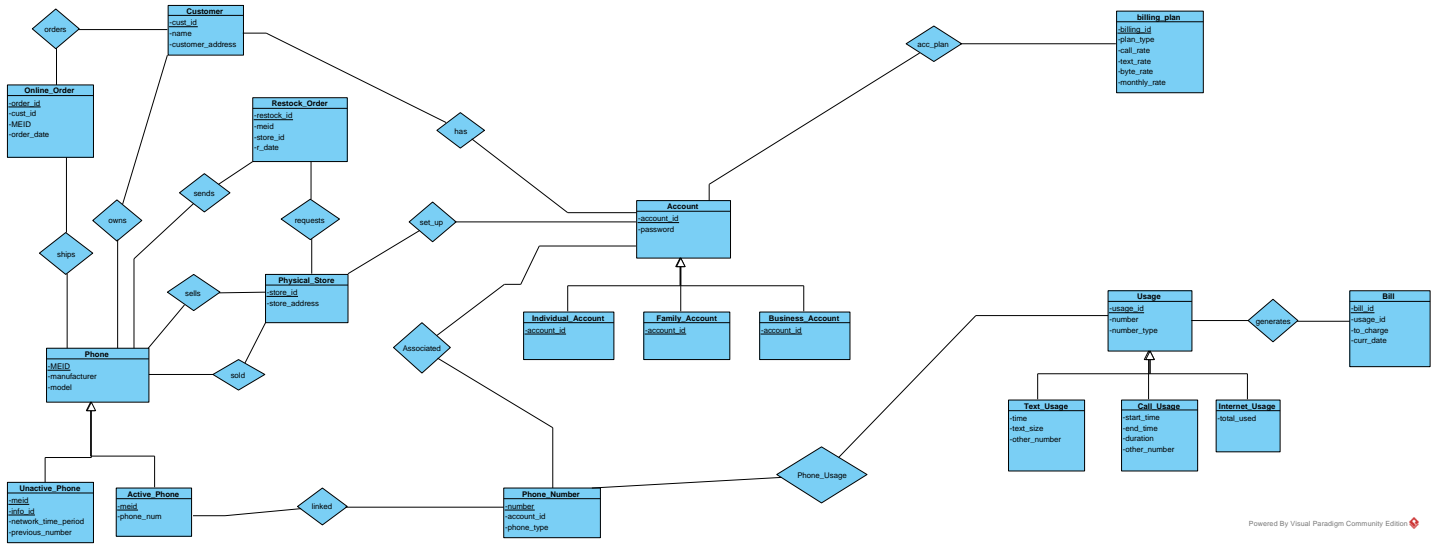 orders
Customer
-cust_id
-name
-customer_address
billing_plan
-billing_id
-plan_type
-call_rate
-text_rate
-byte_rate
-monthly_rate
acc_plan
Online_Order
-order_id
-cust_id
-MEID
-order_date
Restock_Order
-restock_id
-meid
-store_id
-r_date
has
sends
owns
requests
set_up
Account
-account_id
-password
ships
sells
Physical_Store
-store_id
-store_address
Individual_Account
-account_id
Family_Account
-account_id
Business_Account
-account_id
Usage
-usage_id
-number
-number_type
generates
Bill
-bill_id
-usage_id
-to_charge
-curr_date
Associated
Phone
-MEID
-manufacturer
-model
sold
Text_Usage
-time
-text_size
-other_number
Call_Usage
-start_time
-end_time
-duration
-other_number
Internet_Usage
-total_used
Phone_Usage
Unactive_Phone
-meid
-info_id
-network_time_period
-previous_number
Active_Phone
-meid
-phone_num
linked
Phone_Number
-number
-account_id
-phone_type
Powered By Visual Paradigm Community Edition